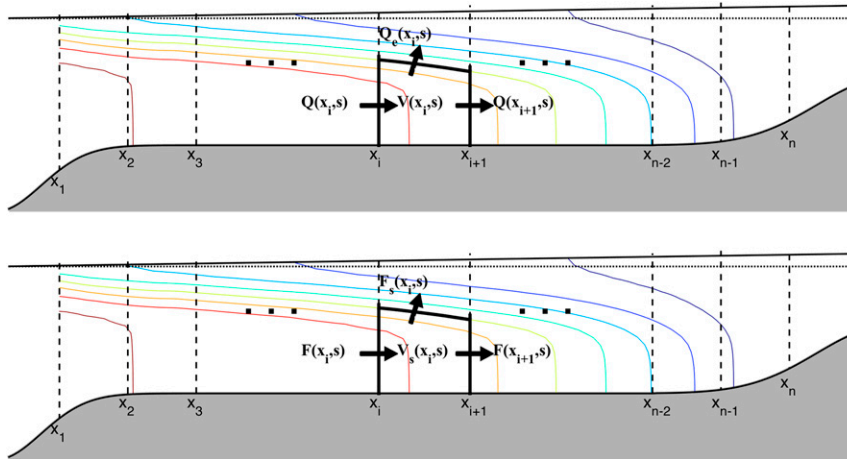 Q_e(x_i,s)
Q(x_i,s) V(x_i,s) Q(x_{i+1},s)
x_1 x_2 x_3 x_i x_{i+1} x_{n-2} x_{n-1} x_n
F_s(x_i,s)
F(x_i,s) V_s(x_i,s) F(x_{i+1},s)
x_1 x_2 x_3 x_i x_{i+1} x_{n-2} x_{n-1} x_n